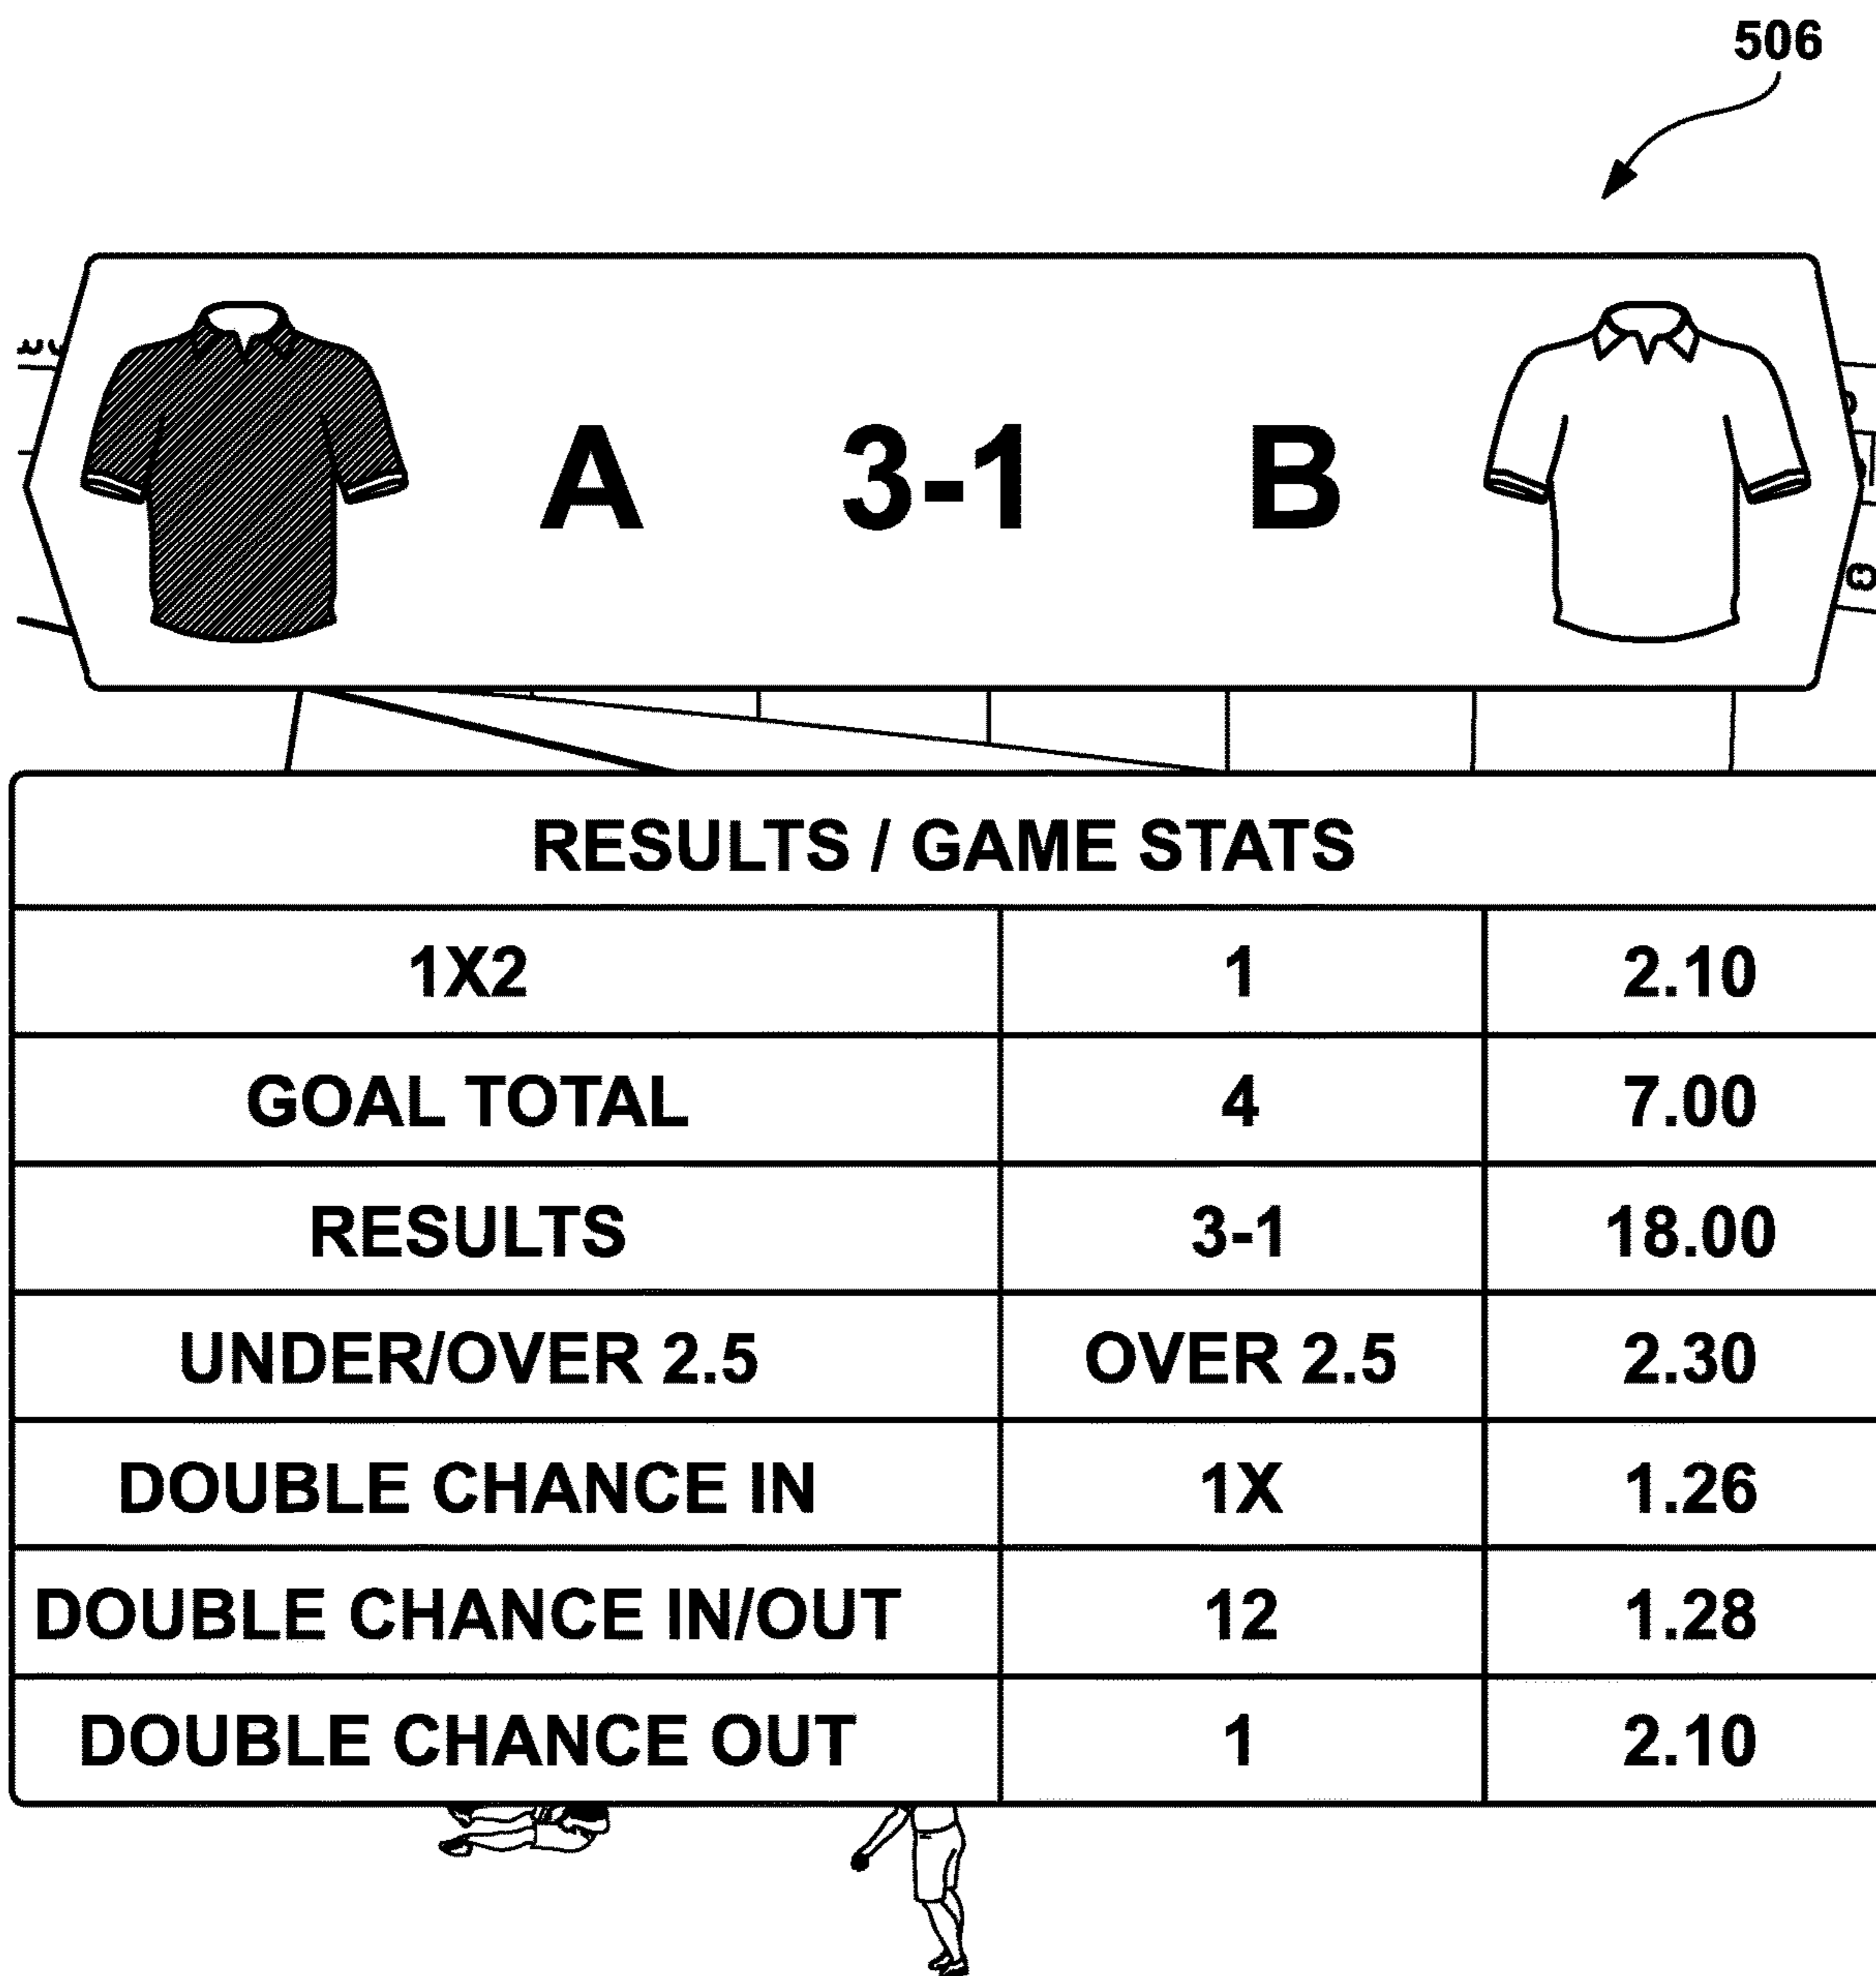 506
A 3-1 B
RESULTS / GAME STATS
1X2 1 2.10
GOAL TOTAL 4 7.00
RESULTS 3-1 18.00
UNDER/OVER 2.5 OVER 2.5 2.30
DOUBLE CHANCE IN 1X 1.26
DOUBLE CHANCE IN/OUT 12 1.28
DOUBLE CHANCE OUT 1 2.10